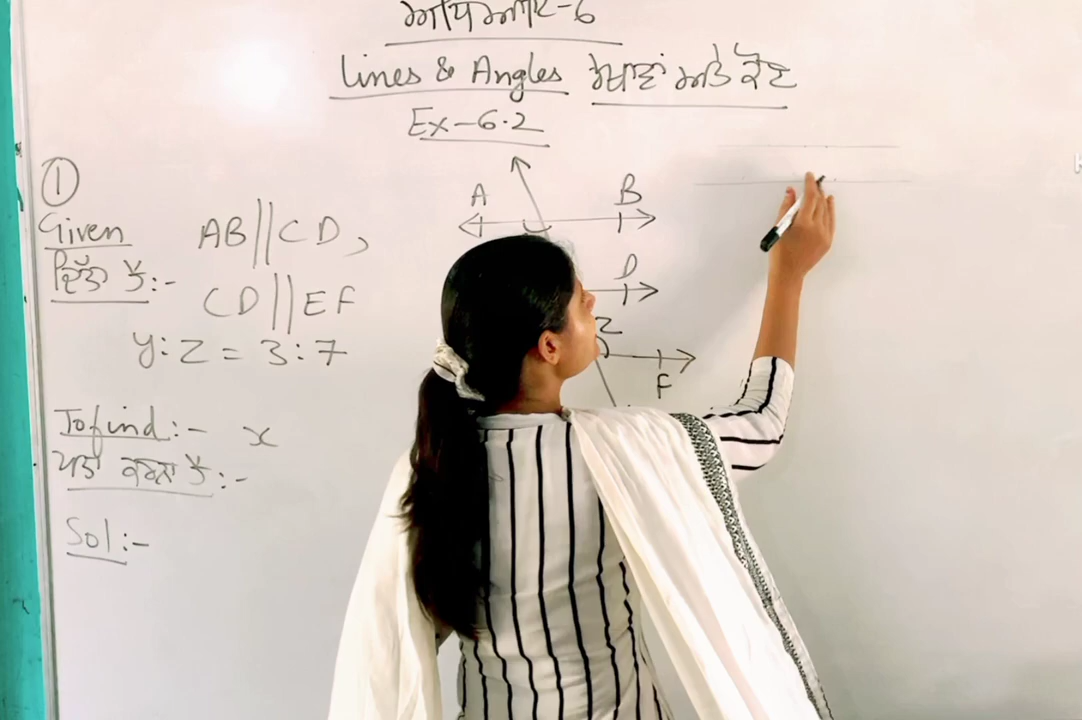 ਅਧਿਆਇ-6
Lines & Angles ਰੇਖਾਵਾਂ ਅਤੇ ਕੋਣ
Ex-6.2
①
Given AB||CD,
ਦਿੱਤਾ ਹੈ:-
CD||EF
y:z = 3:7
To find:- x
ਪਤਾ ਕਰਨਾ ਹੈ:-
Sol:-
A B
D
z
F